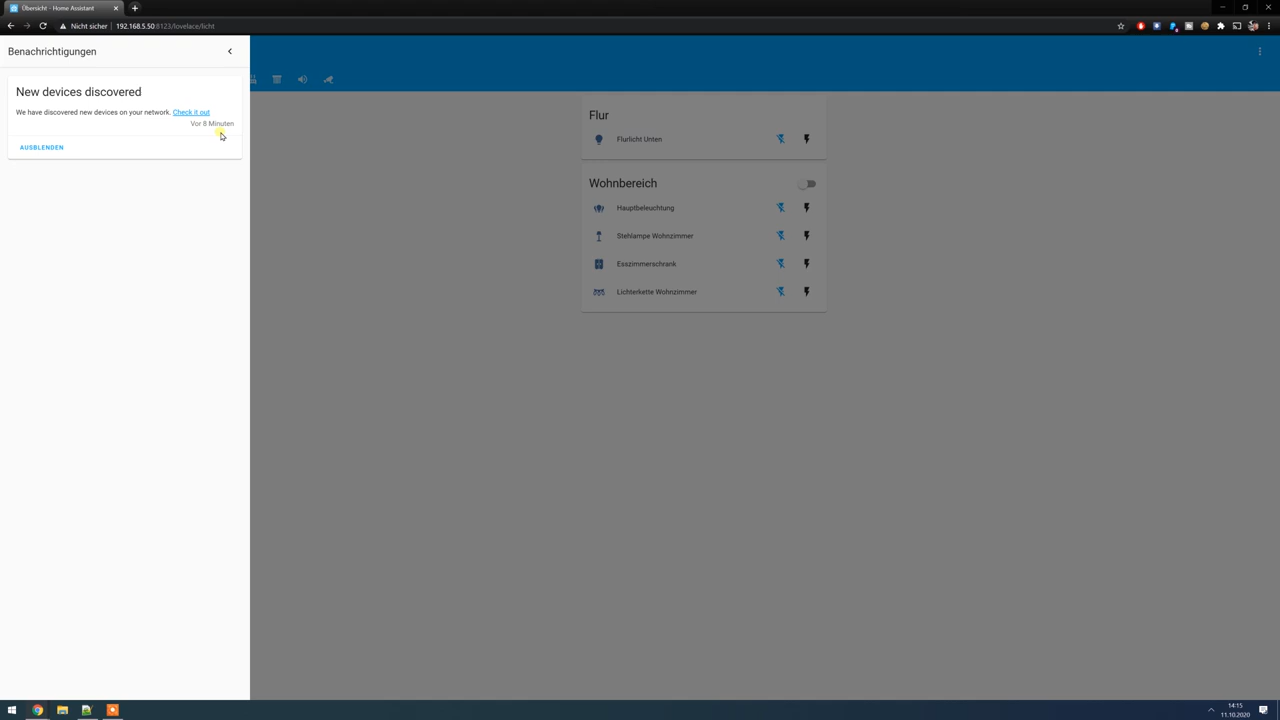 Übersicht - Home Assistant
Nicht sicher 192.168.5.50:8123/lovelace/licht
Benachrichtigungen
New devices discovered
We have discovered new devices on your network. Check it out
Vor 8 Minuten
AUSBLENDEN
Flur
Flurlicht Unten
Wohnbereich
Hauptbeleuchtung
Stehlampe Wohnzimmer
Esszimmerschrank
Lichterkette Wohnzimmer
14:15
11.10.2020